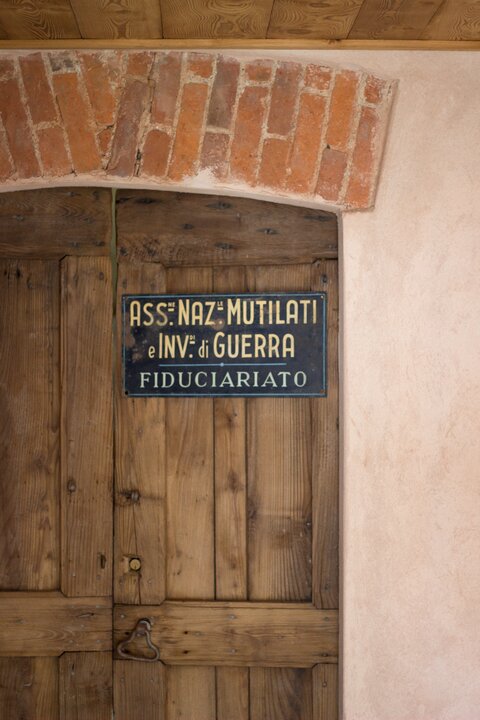 ASS.NE NAZ.LE MUTILATI
e INV.DI di GUERRA
FIDUCIARIATO